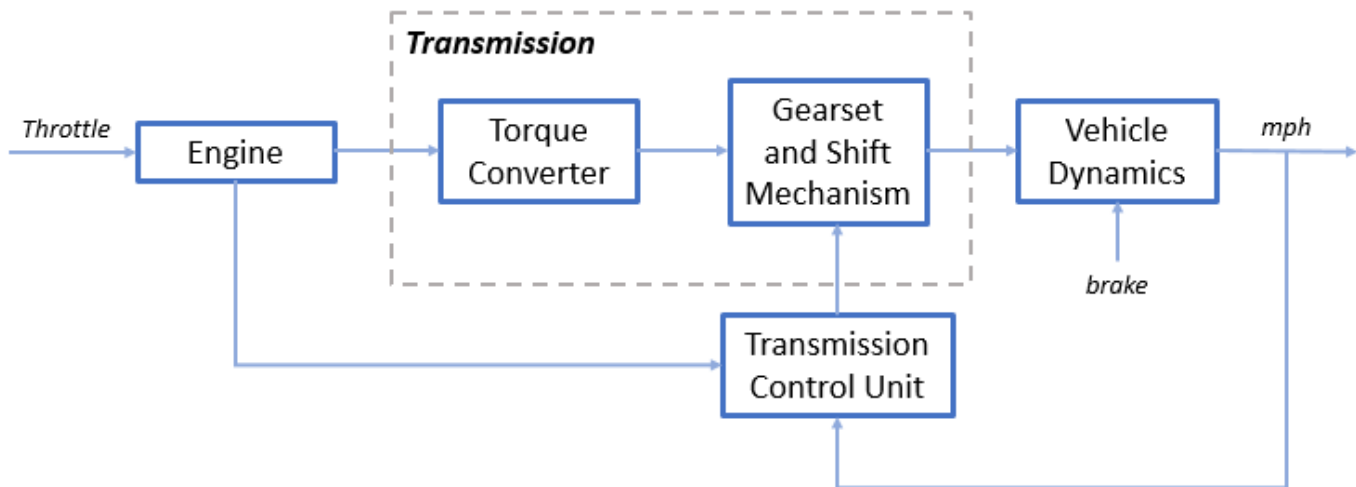 Transmission
Throttle
Engine
Torque
Converter
Gearset
and Shift
Mechanism
Vehicle
Dynamics
mph
brake
Transmission
Control Unit